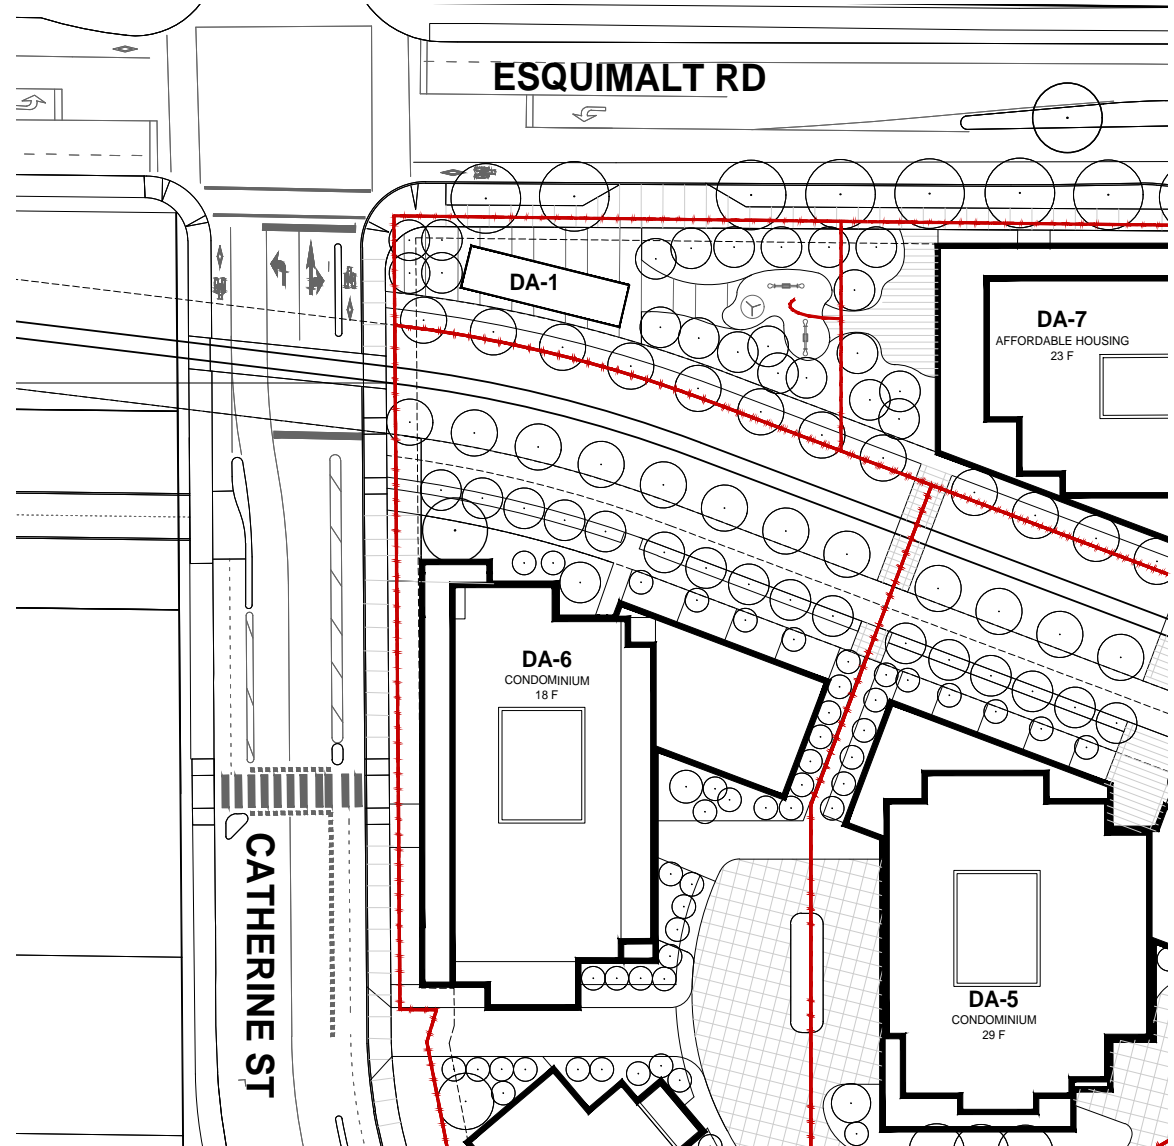 ESQUIMALT RD
DA-1
DA-7
AFFORDABLE HOUSING
23 F
DA-6
CONDOMINIUM
18 F
CATHERINE ST
DA-5
CONDOMINIUM
29 F